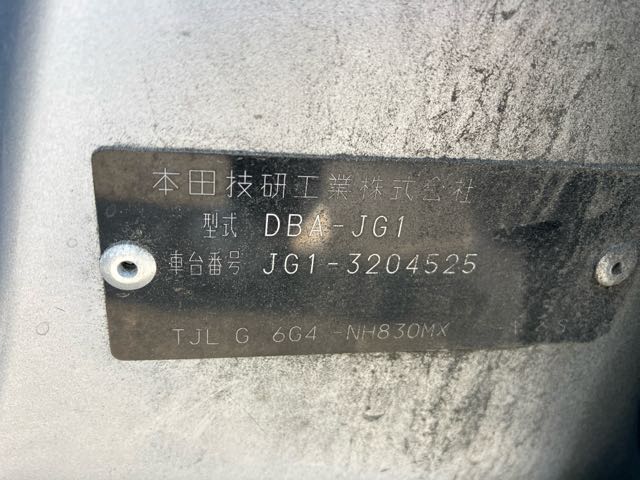 本田技研工業株式会社
型式 DBA-JG1
車台番号 JG1-3204525
TJL G 6G4 -NH830MX